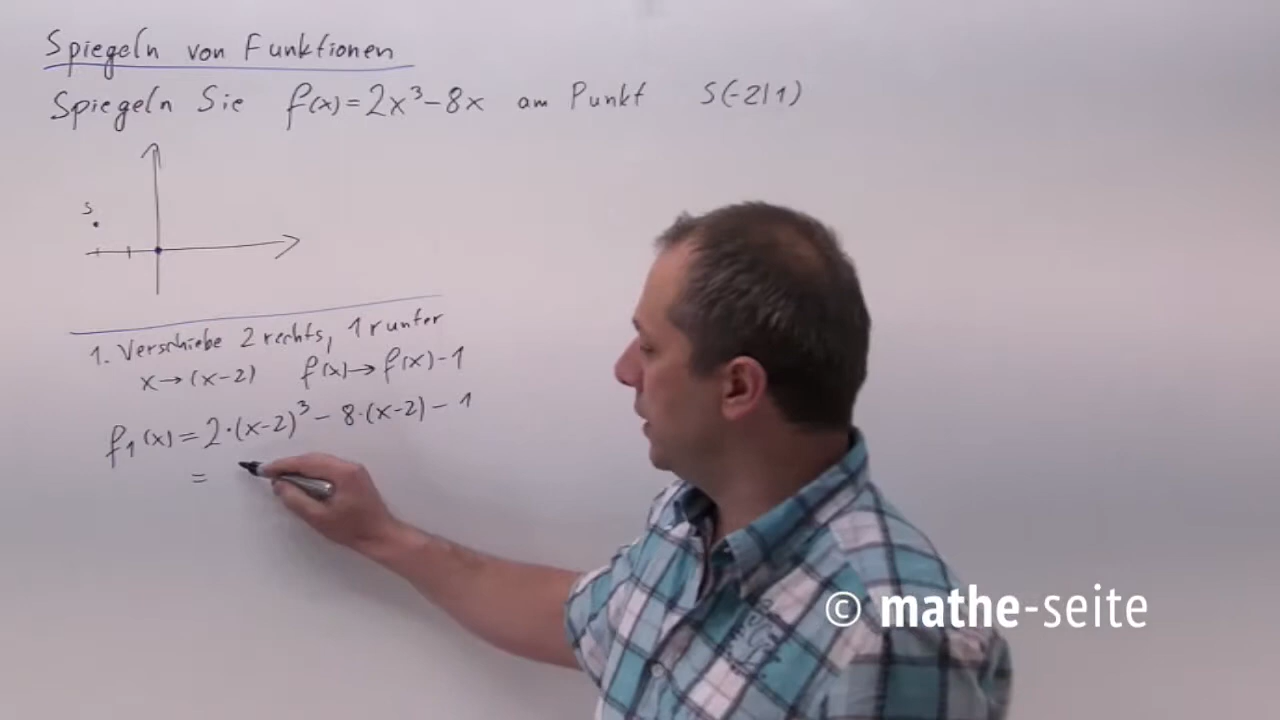 Spiegeln von Funktionen
Spiegeln Sie f(x)=2x³-8x am Punkt S(-2|1)
S
1. Verschiebe 2 rechts, 1 runter
x→(x-2) f(x)→f(x)-1
f₁(x)=2·(x-2)³-8·(x-2)-1
=
© mathe-seite